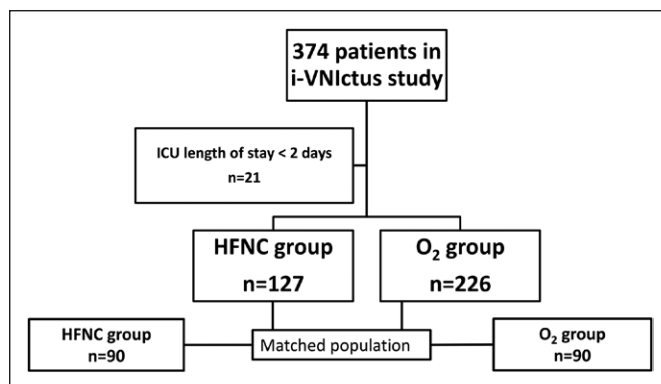 374 patients in
i-VNIctus study
ICU length of stay < 2 days
n=21
HFNC group
n=127
O₂ group
n=226
HFNC group
n=90
Matched population
O₂ group
n=90